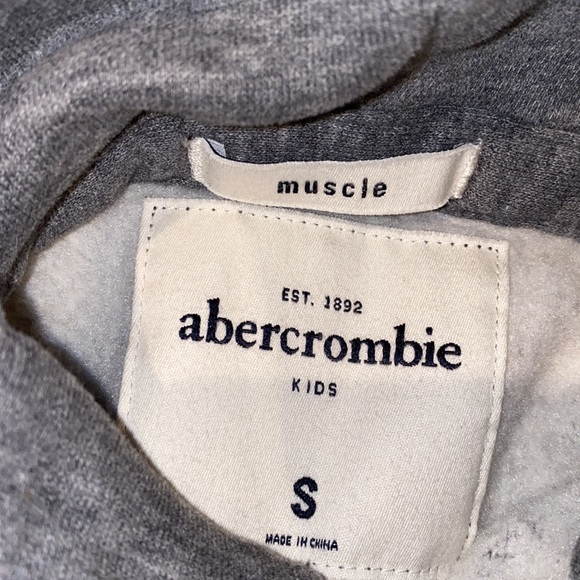 muscle
EST. 1892
abercrombie
KIDS
S
MADE IN CHINA